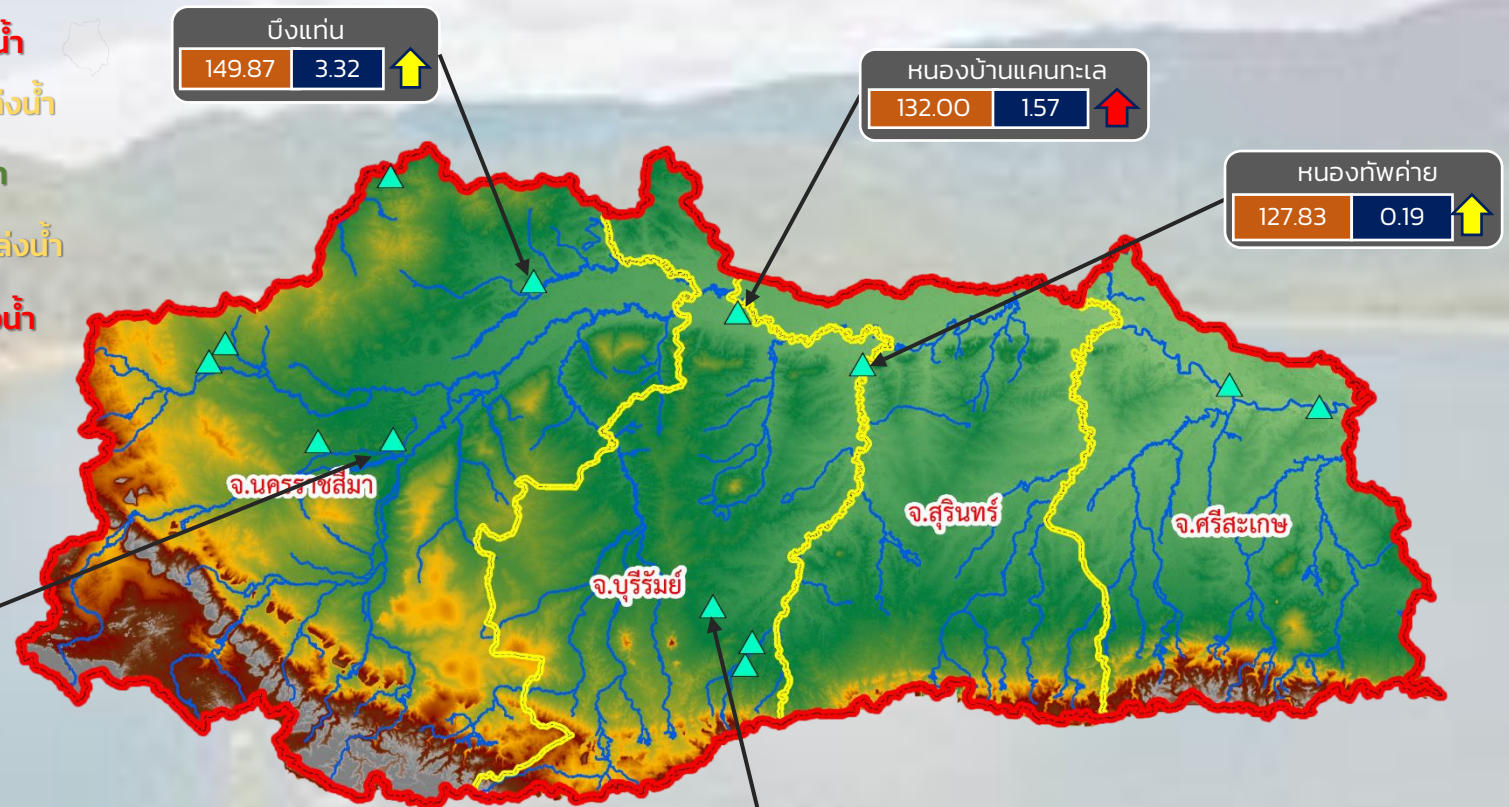 น้ำ
บึงแท่น
149.87 3.32
หนองบ้านแคนทะเล
132.00 1.57
หนองทัพค่าย
127.83 0.19
จ.นครราชสีมา
จ.บุรีรัมย์
จ.สุรินทร์
จ.ศรีสะเกษ